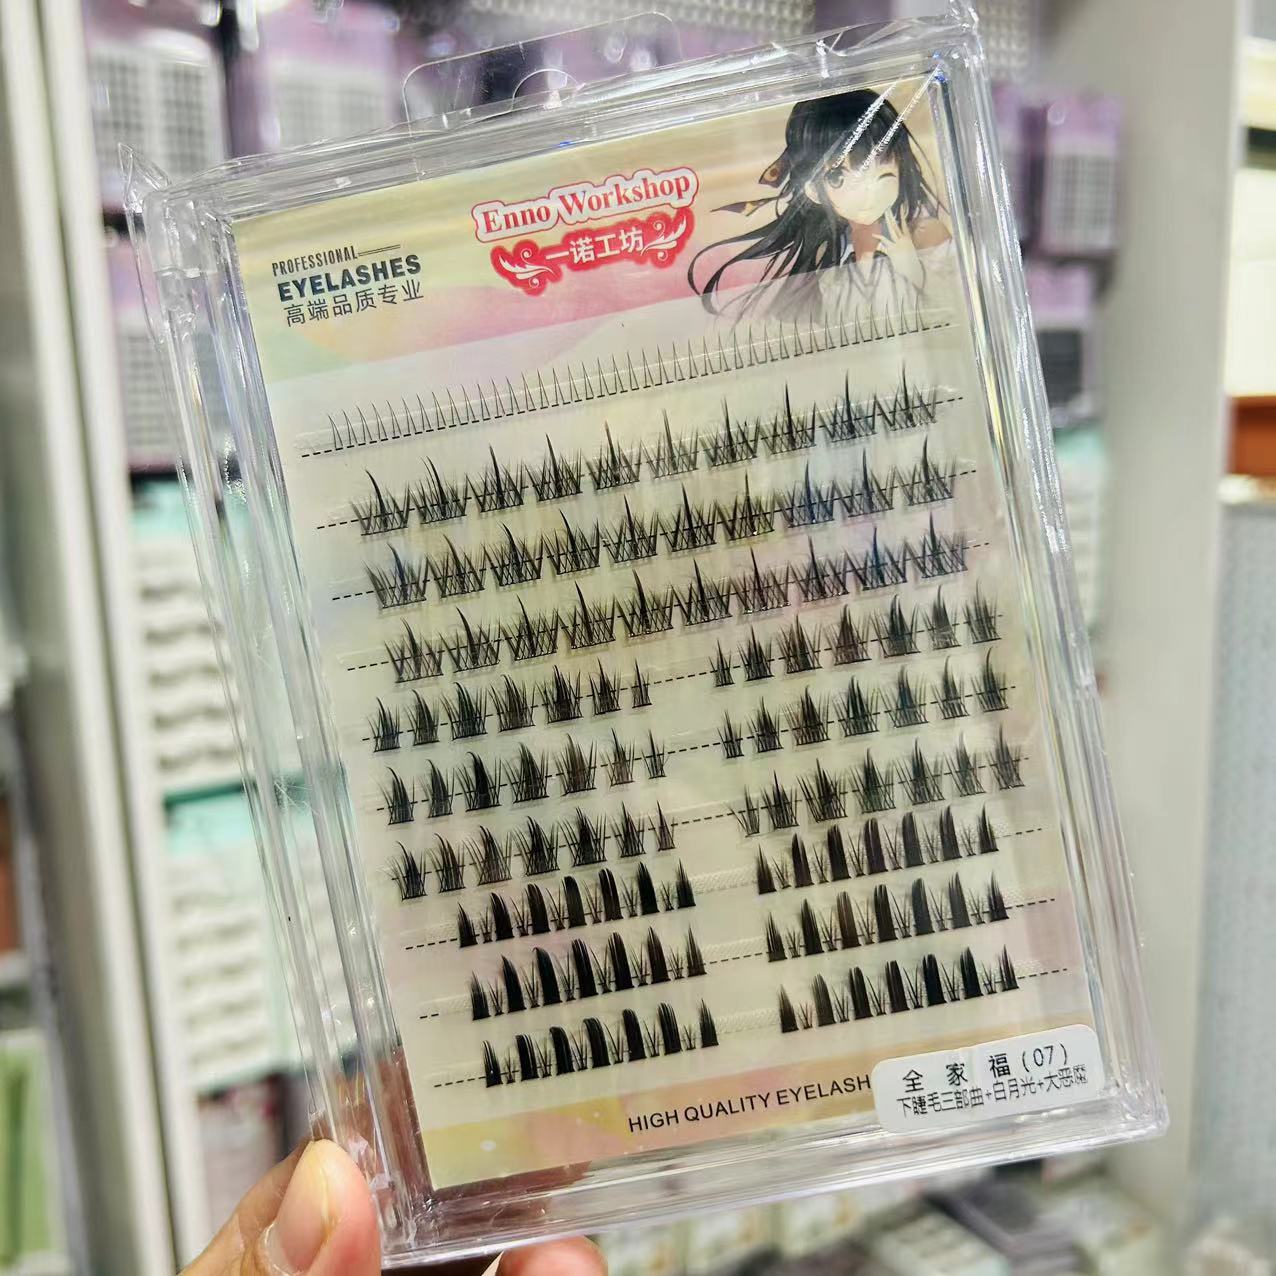 Enno Workshop
一诺工坊
PROFESSIONAL
EYELASHES
高端品质专业
HIGH QUALITY EYELASH
全家福(07)
下睫毛三部曲+白月光+大恶魔